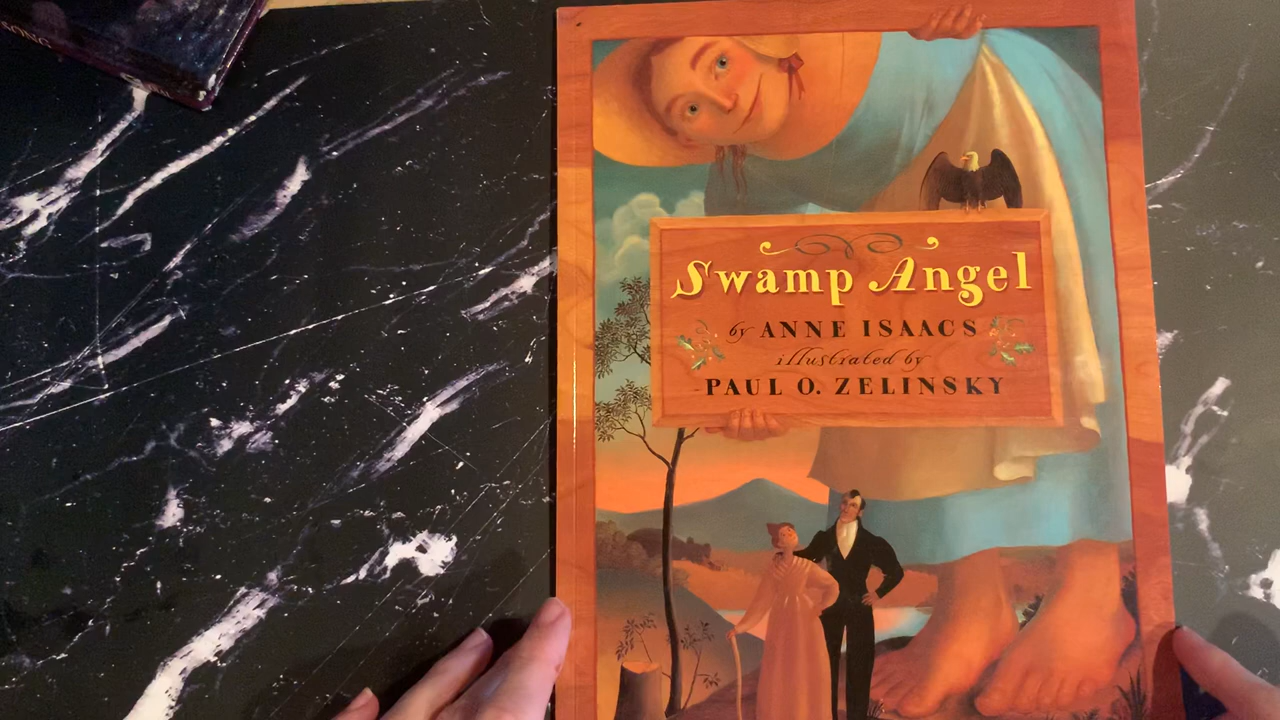 Swamp Angel
by ANNE ISAACS
illustrated by
PAUL O. ZELINSKY